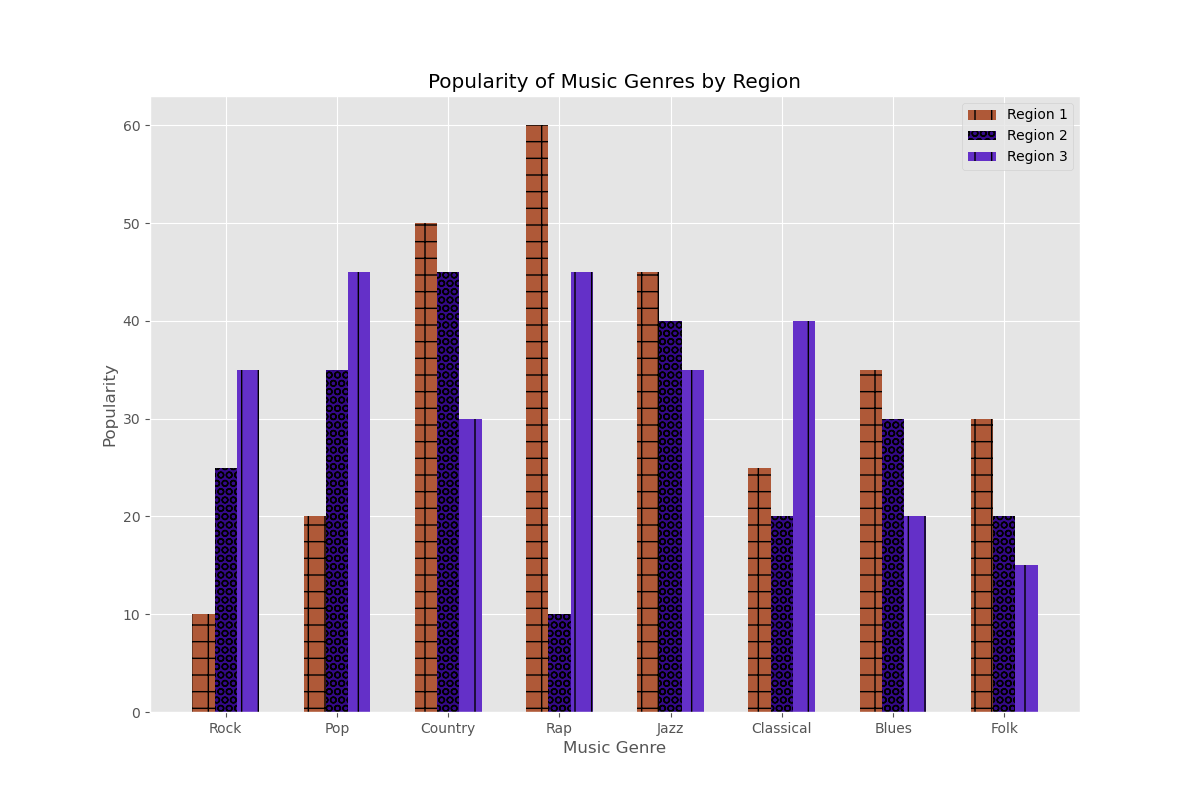 Popularity of Music Genres by Region
Region 1
Region 2
Region 3
Popularity
60
50
40
30
20
10
0
Rock Pop Country Rap Jazz Classical Blues Folk
Music Genre